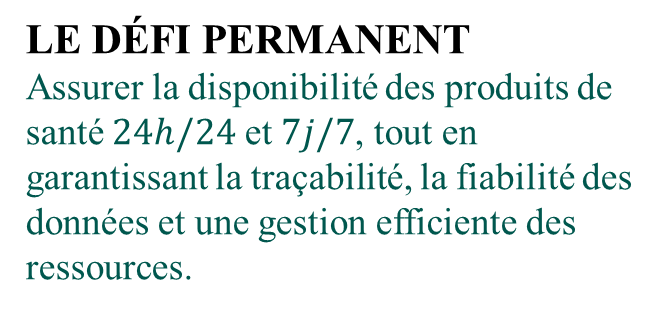 LE DÉFI PERMANENT
Assurer la disponibilité des produits de
santé 24h/24 et 7j/7, tout en
garantissant la traçabilité, la fiabilité des
données et une gestion efficiente des
ressources.